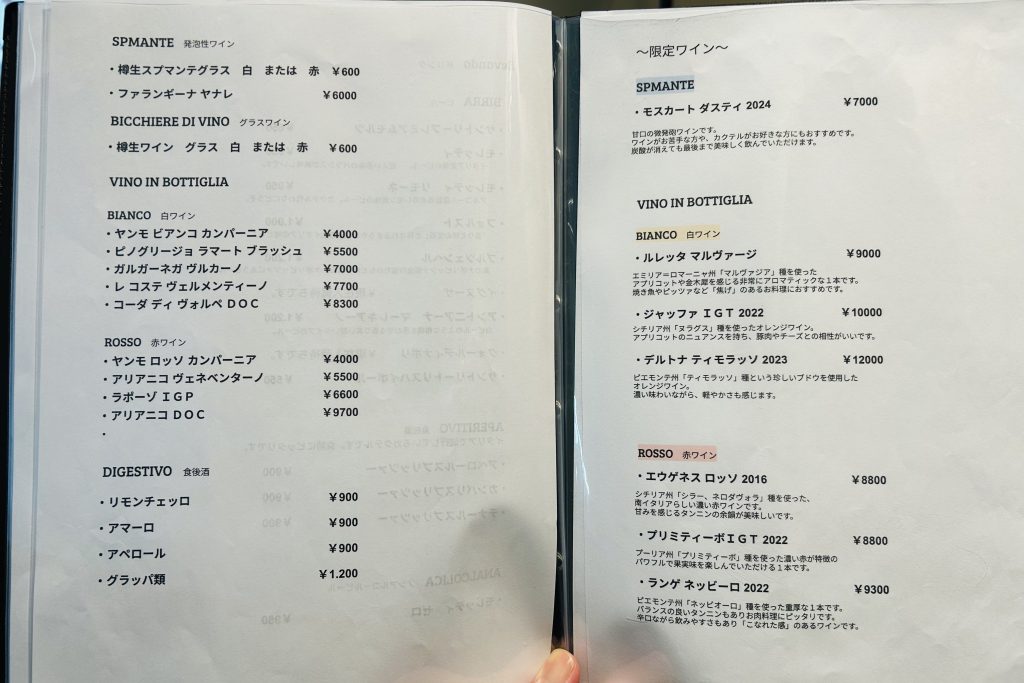 SPMANTE 発泡性ワイン
・樽生スプマンテグラス 白 または 赤 ￥600
・ファランギーナ ヤナレ ￥6000
BICCHIERE DI VINO グラスワイン
・樽生ワイン グラス 白 または 赤 ￥600
VINO IN BOTTIGLIA
BIANCO 白ワイン
・ヤンモ ビアンコ カンパーニア ￥4000
・ピノグリージョ ラマート ブラッシュ ￥5500
・ガルガーネガ ヴルカーノ ￥7000
・レ コステ ヴェルメンティーノ ￥7700
・コーダ ディ ヴォルペ ＤＯＣ ￥8300
ROSSO 赤ワイン
・ヤンモ ロッソ カンパーニア ￥4000
・アリアニコ ヴェネベンターノ ￥5500
・ラポーゾ ＩＧＰ ￥6600
・アリアニコ ＤＯＣ ￥9700
・
DIGESTIVO 食後酒
・リモンチェッロ ￥900
・アマーロ ￥900
・アペロール ￥900
・グラッパ類 ￥1.200
～限定ワイン～
SPMANTE
・モスカート ダスティ 2024 ￥7000
甘口の微発砲ワインです。
ワインがお苦手な方や、カクテルがお好きな方にもおすすめです。
炭酸が消えても最後まで美味しく飲んでいただけます。
VINO IN BOTTIGLIA
BIANCO 白ワイン
・ルレッタ マルヴァージ ￥9000
エミリア＝ロマーニャ州「マルヴァジア」種を使った
アプリコットや金木犀を感じる非常にアロマティックな１本です。
焼き魚やピッツァなど「焦げ」のあるお料理におすすめです。
・ジャッファ ＩＧＴ 2022 ￥10000
シチリア州「ヌラグス」種を使ったオレンジワイン。
アプリコットのニュアンスを持ち、豚肉やチーズとの相性がいいです。
・デルトナ ティモラッソ 2023 ￥12000
ピエモンテ州「ティモラッソ」種という珍しいブドウを使用した
オレンジワイン。
濃い味わいながら、軽やかさも感じます。
ROSSO 赤ワイン
・エウゲネス ロッソ 2016 ￥8800
シチリア州「シラー、ネロダヴォラ」種を使った、
南イタリアらしい濃い赤ワインです。
甘みを感じるタンニンの余韻が美味しいです。
・プリミティーボＩＧＴ 2022 ￥8800
プーリア州「プリミティーボ」種を使った濃い赤が特徴の
パワフルで果実味を楽しんでいただける１本です。
・ランゲ ネッビーロ 2022 ￥9300
ピエモンテ州「ネッビオーロ」種を使った重厚な１本です。
バランスの良いタンニンもありお肉料理にピッタリです。
辛口ながら飲みやすさもあり「こなれた感」のあるワインです。